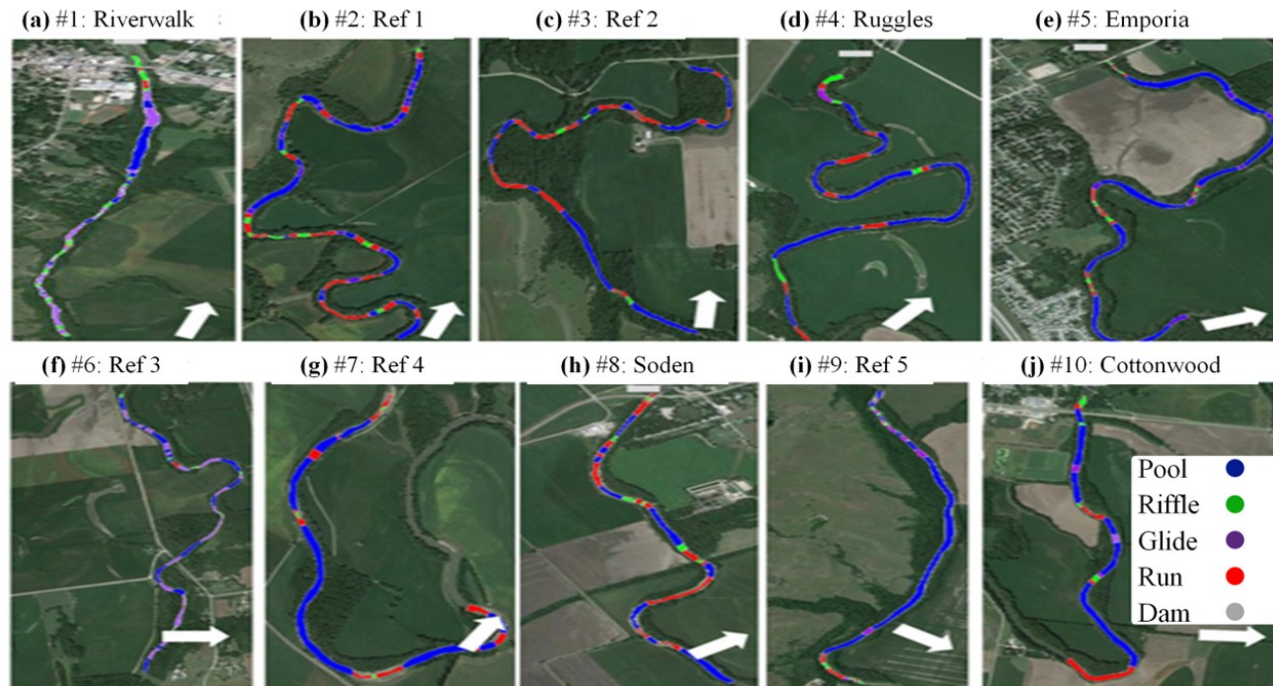 (a) #1: Riverwalk
(b) #2: Ref 1
(c) #3: Ref 2
(d) #4: Ruggles
(e) #5: Emporia
(f) #6: Ref 3
(g) #7: Ref 4
(h) #8: Soden
(i) #9: Ref 5
(j) #10: Cottonwood
Pool
Riffle
Glide
Run
Dam